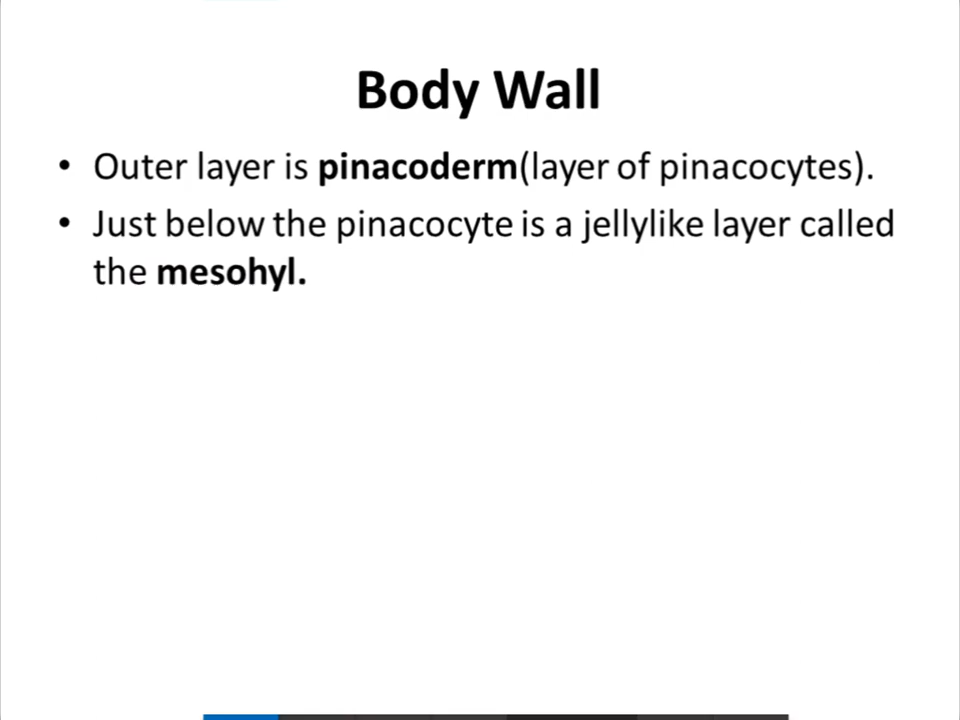 Body Wall
• Outer layer is pinacoderm(layer of pinacocytes).
• Just below the pinacocyte is a jellylike layer called
the mesohyl.